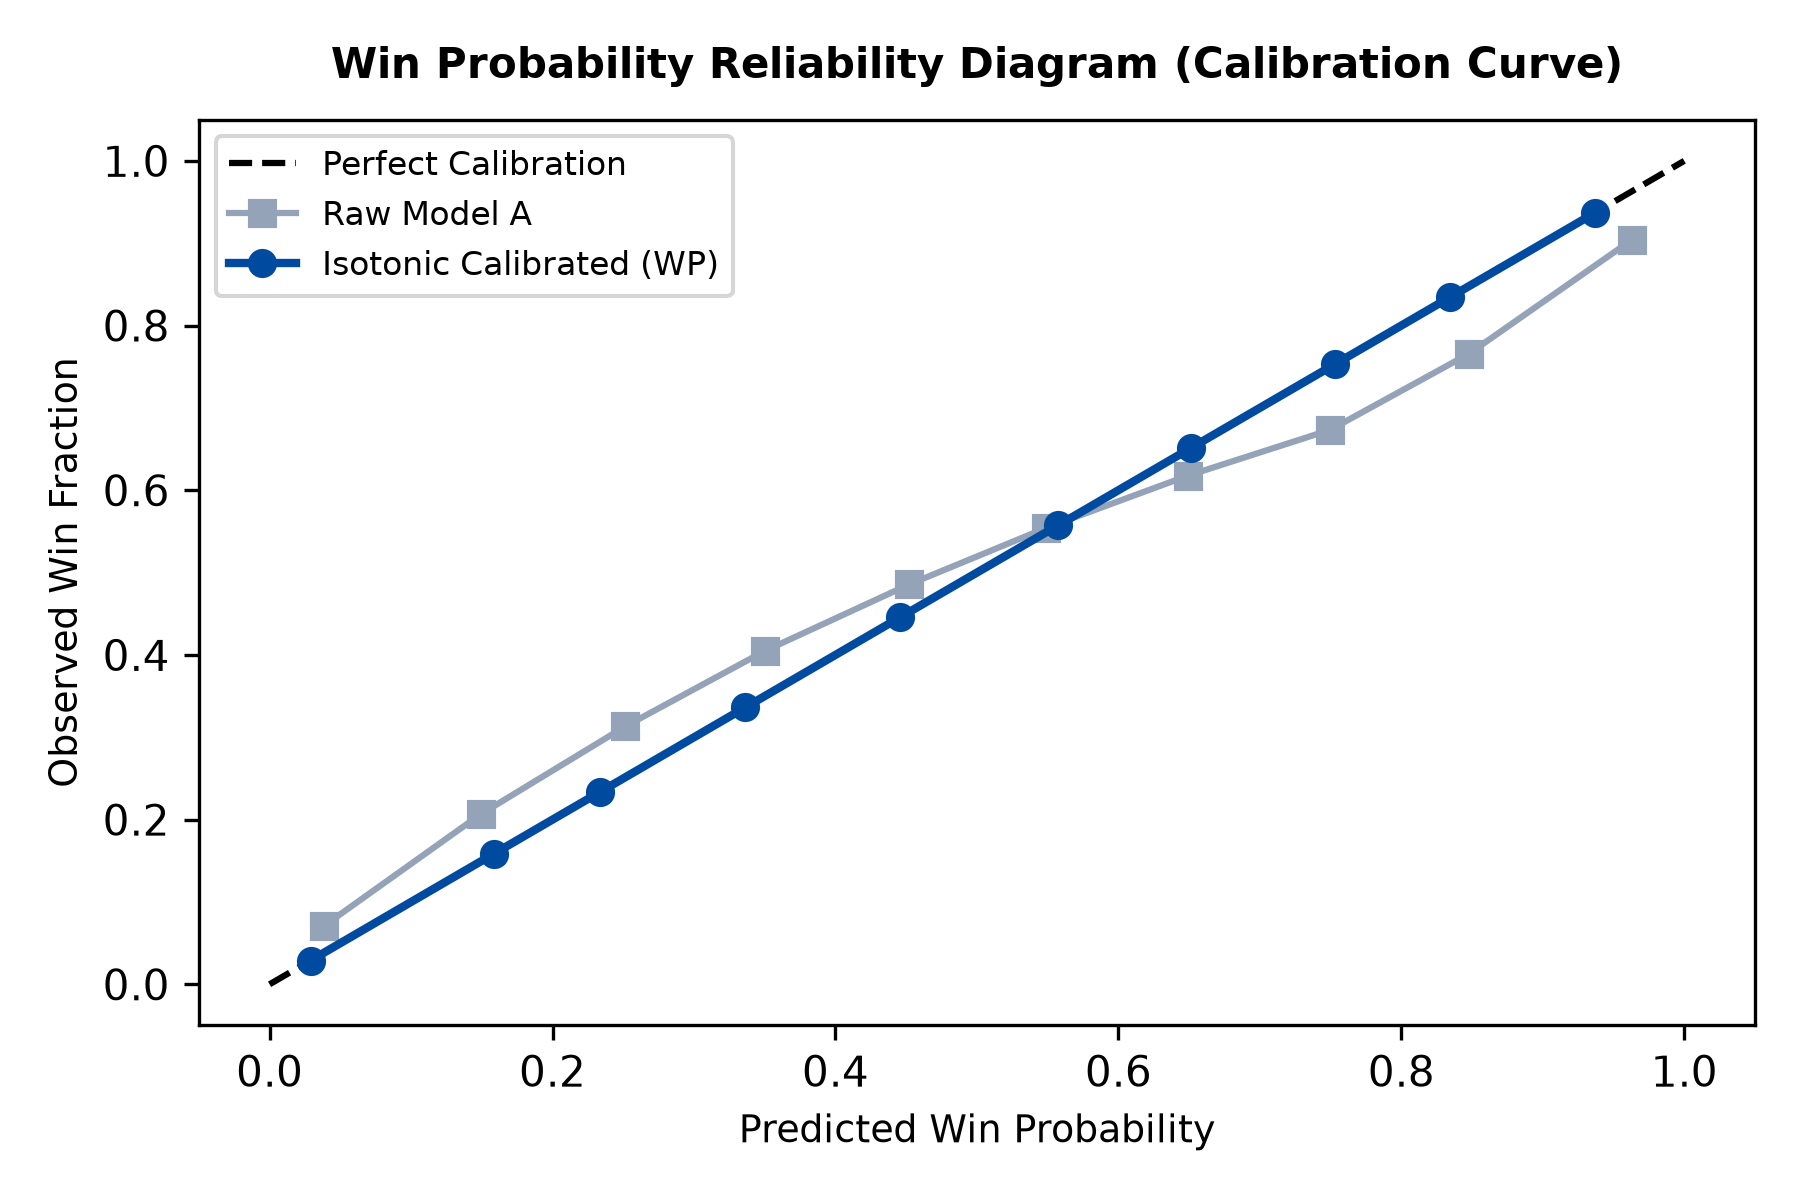 Win Probability Reliability Diagram (Calibration Curve)
Perfect Calibration
Raw Model A
Isotonic Calibrated (WP)
Observed Win Fraction
1.0
0.8
0.6
0.4
0.2
0.0
0.0 0.2 0.4 0.6 0.8 1.0
Predicted Win Probability